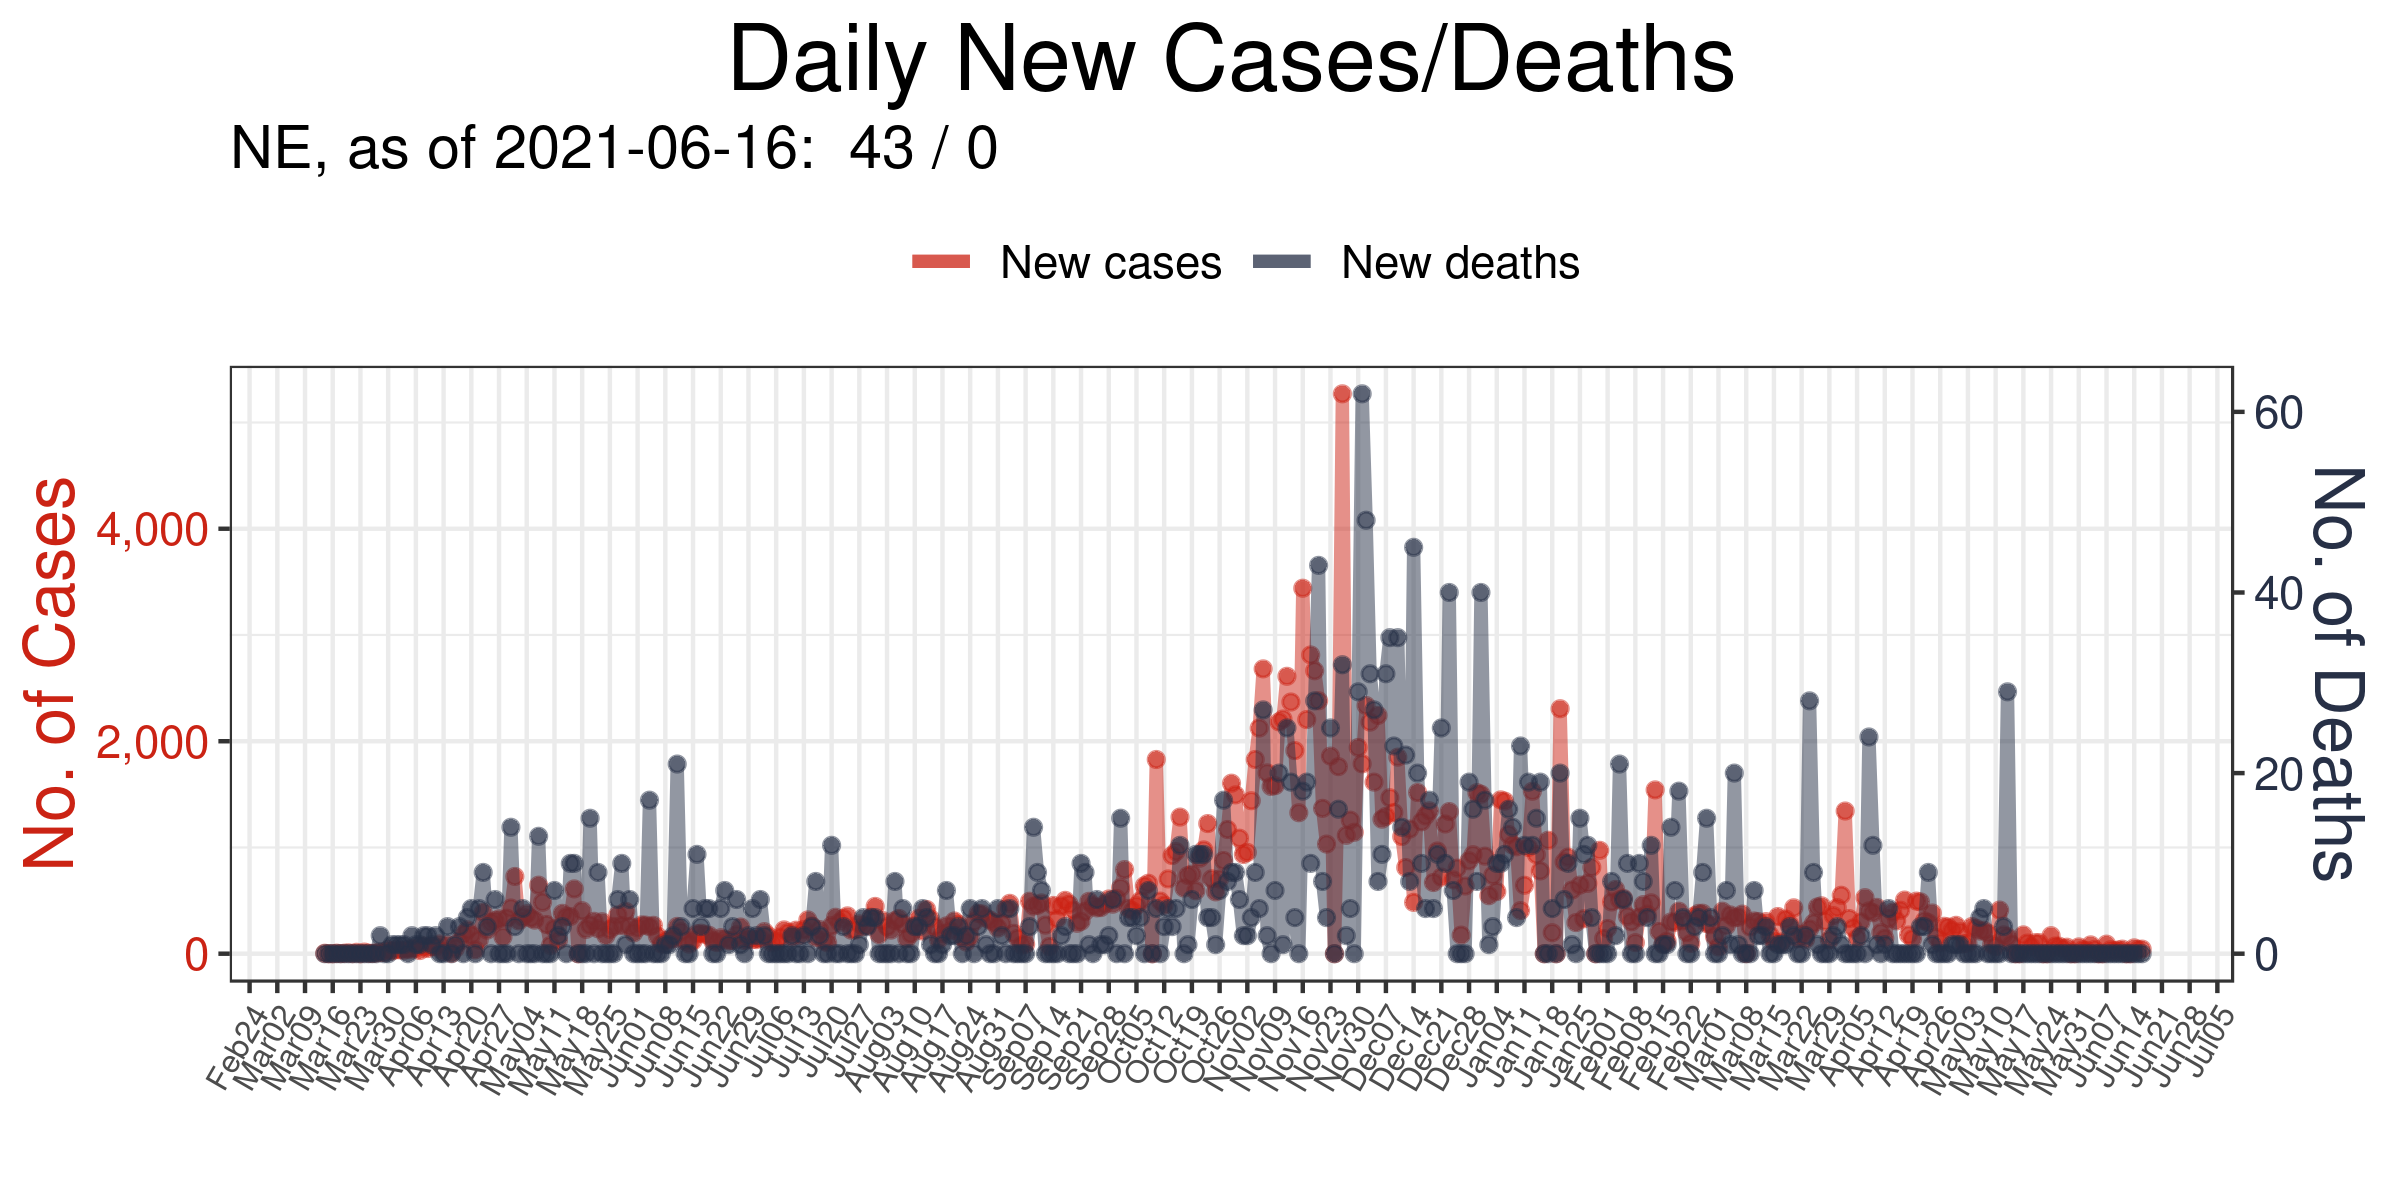 Daily New Cases/Deaths
NE, as of 2021-06-16:  43 / 0
New cases
New deaths
No. of Cases
4,000
2,000
0
60
40
20
0
No. of Deaths
Feb24
Mar02
Mar09
Mar16
Mar23
Mar30
Apr06
Apr13
Apr20
Apr27
May04
May11
May18
May25
Jun01
Jun08
Jun15
Jun22
Jun29
Jul06
Jul13
Jul20
Jul27
Aug03
Aug10
Aug17
Aug24
Aug31
Sep07
Sep14
Sep21
Sep28
Oct05
Oct12
Oct19
Oct26
Nov02
Nov09
Nov16
Nov23
Nov30
Dec07
Dec14
Dec21
Dec28
Jan04
Jan11
Jan18
Jan25
Feb01
Feb08
Feb15
Feb22
Mar01
Mar08
Mar15
Mar22
Mar29
Apr05
Apr12
Apr19
Apr26
May03
May10
May17
May24
May31
Jun07
Jun14
Jun21
Jun28
Jul05